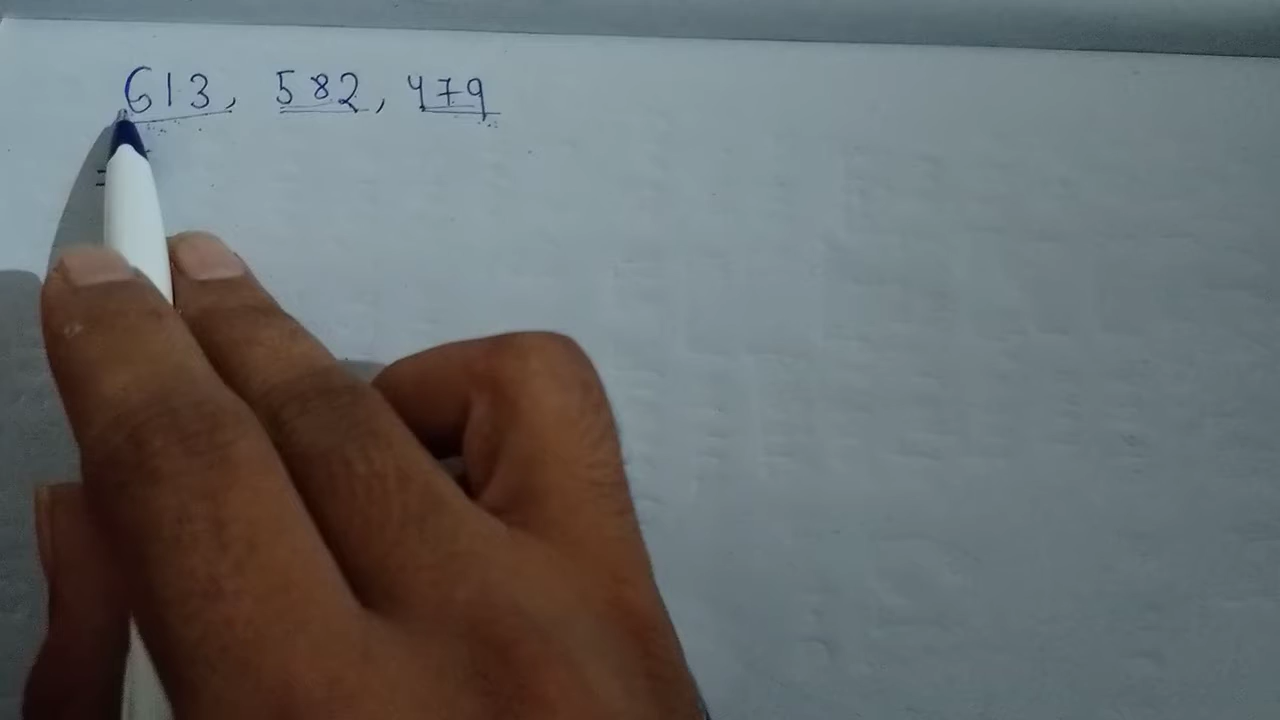 613, 582, 479
=